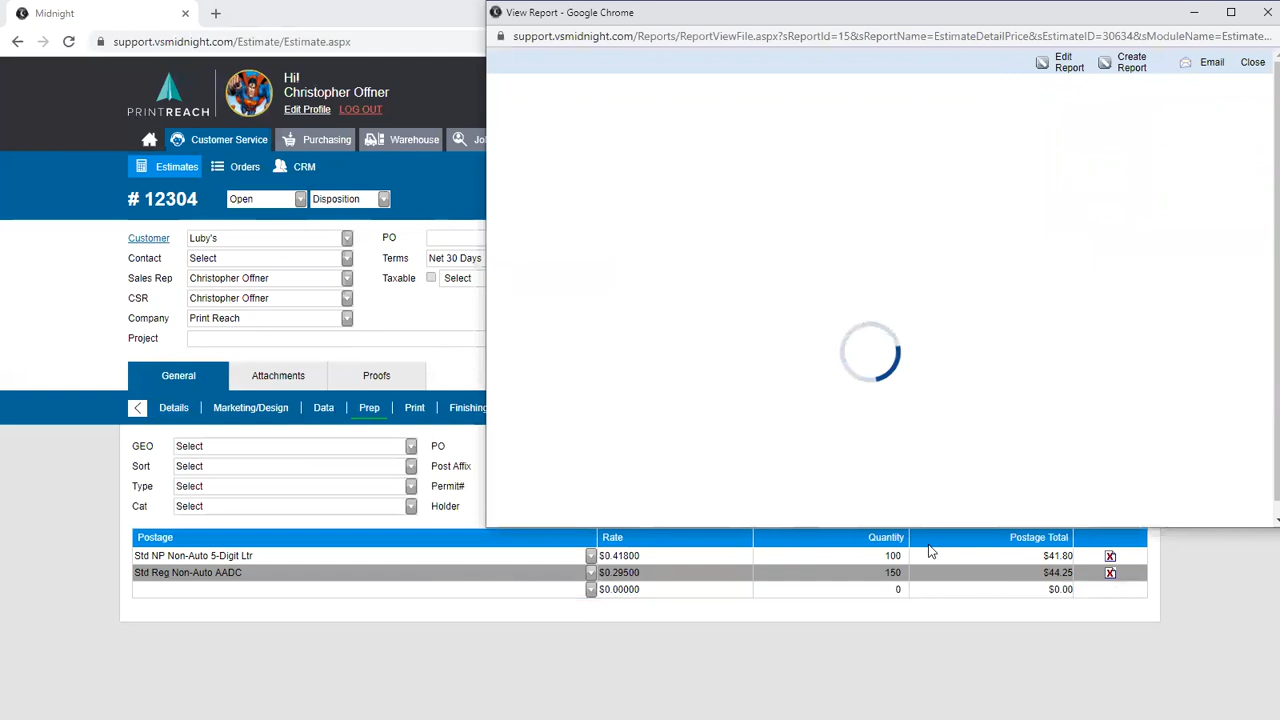 Midnight
View Report - Google Chrome
support.vsmidnight.com/Estimate/Estimate.aspx
support.vsmidnight.com/Reports/ReportViewFile.aspx?sReportId=15&sReportName=EstimateDetailPrice&sEstimateID=30634&sModuleName=Estimate...
Edit Report
Create Report
Email
Close
PRINTREACH
Hi!
Christopher Offner
Edit Profile
LOG OUT
Customer Service
Purchasing
Warehouse
Estimates
Orders
CRM
# 12304
Open
Disposition
Customer
Luby's
PO
Contact
Select
Terms
Net 30 Days
Sales Rep
Christopher Offner
Taxable
Select
CSR
Christopher Offner
Company
Print Reach
Project
General
Attachments
Proofs
Details
Marketing/Design
Data
Prep
Print
Finishing
GEO
Select
PO
Sort
Select
Post Affix
Type
Select
Permit#
Cat
Select
Holder
Postage
Rate
Quantity
Postage Total
Std NP Non-Auto 5-Digit Ltr
$0.41800
100
$41.80
Std Reg Non-Auto AADC
$0.29500
150
$44.25
$0.00000
0
$0.00